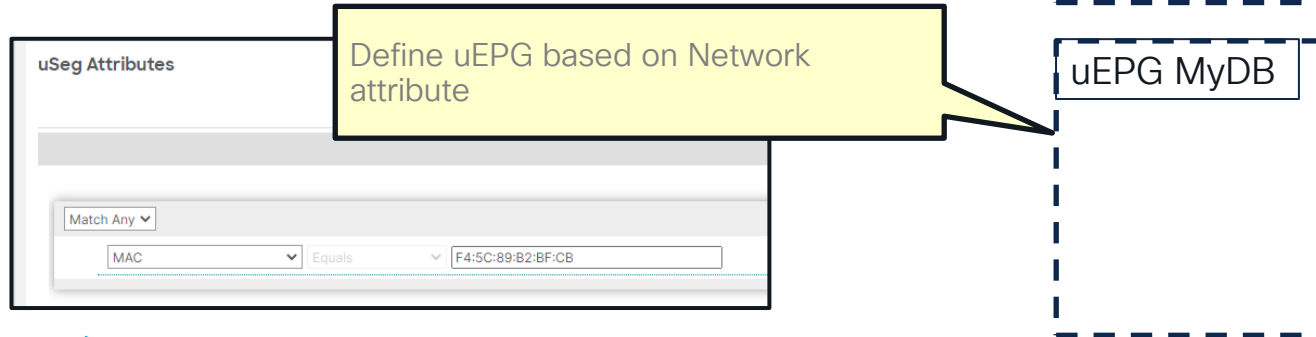 uSeg Attributes
Define uEPG based on Network
attribute
uEPG MyDB
Match Any
MAC
Equals
F4:5C:89:B2:BF:CB